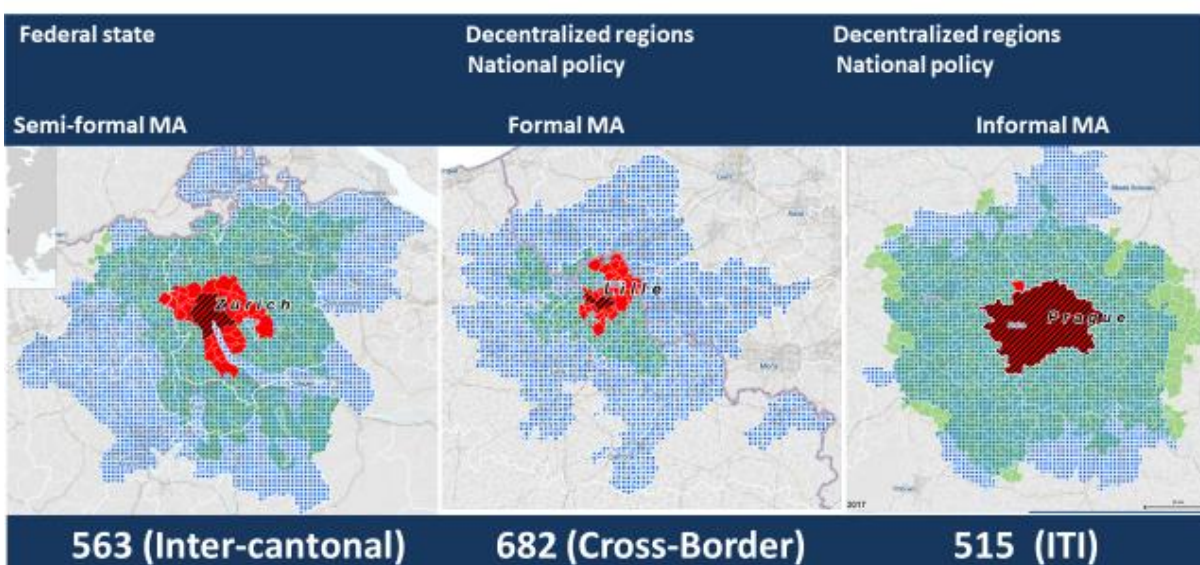 Federal state
Decentralized regions
National policy
Decentralized regions
National policy
Semi-formal MA
Formal MA
Informal MA
Zürich
Lille
Prague
2017
563 (Inter-cantonal)
682 (Cross-Border)
515 (ITI)